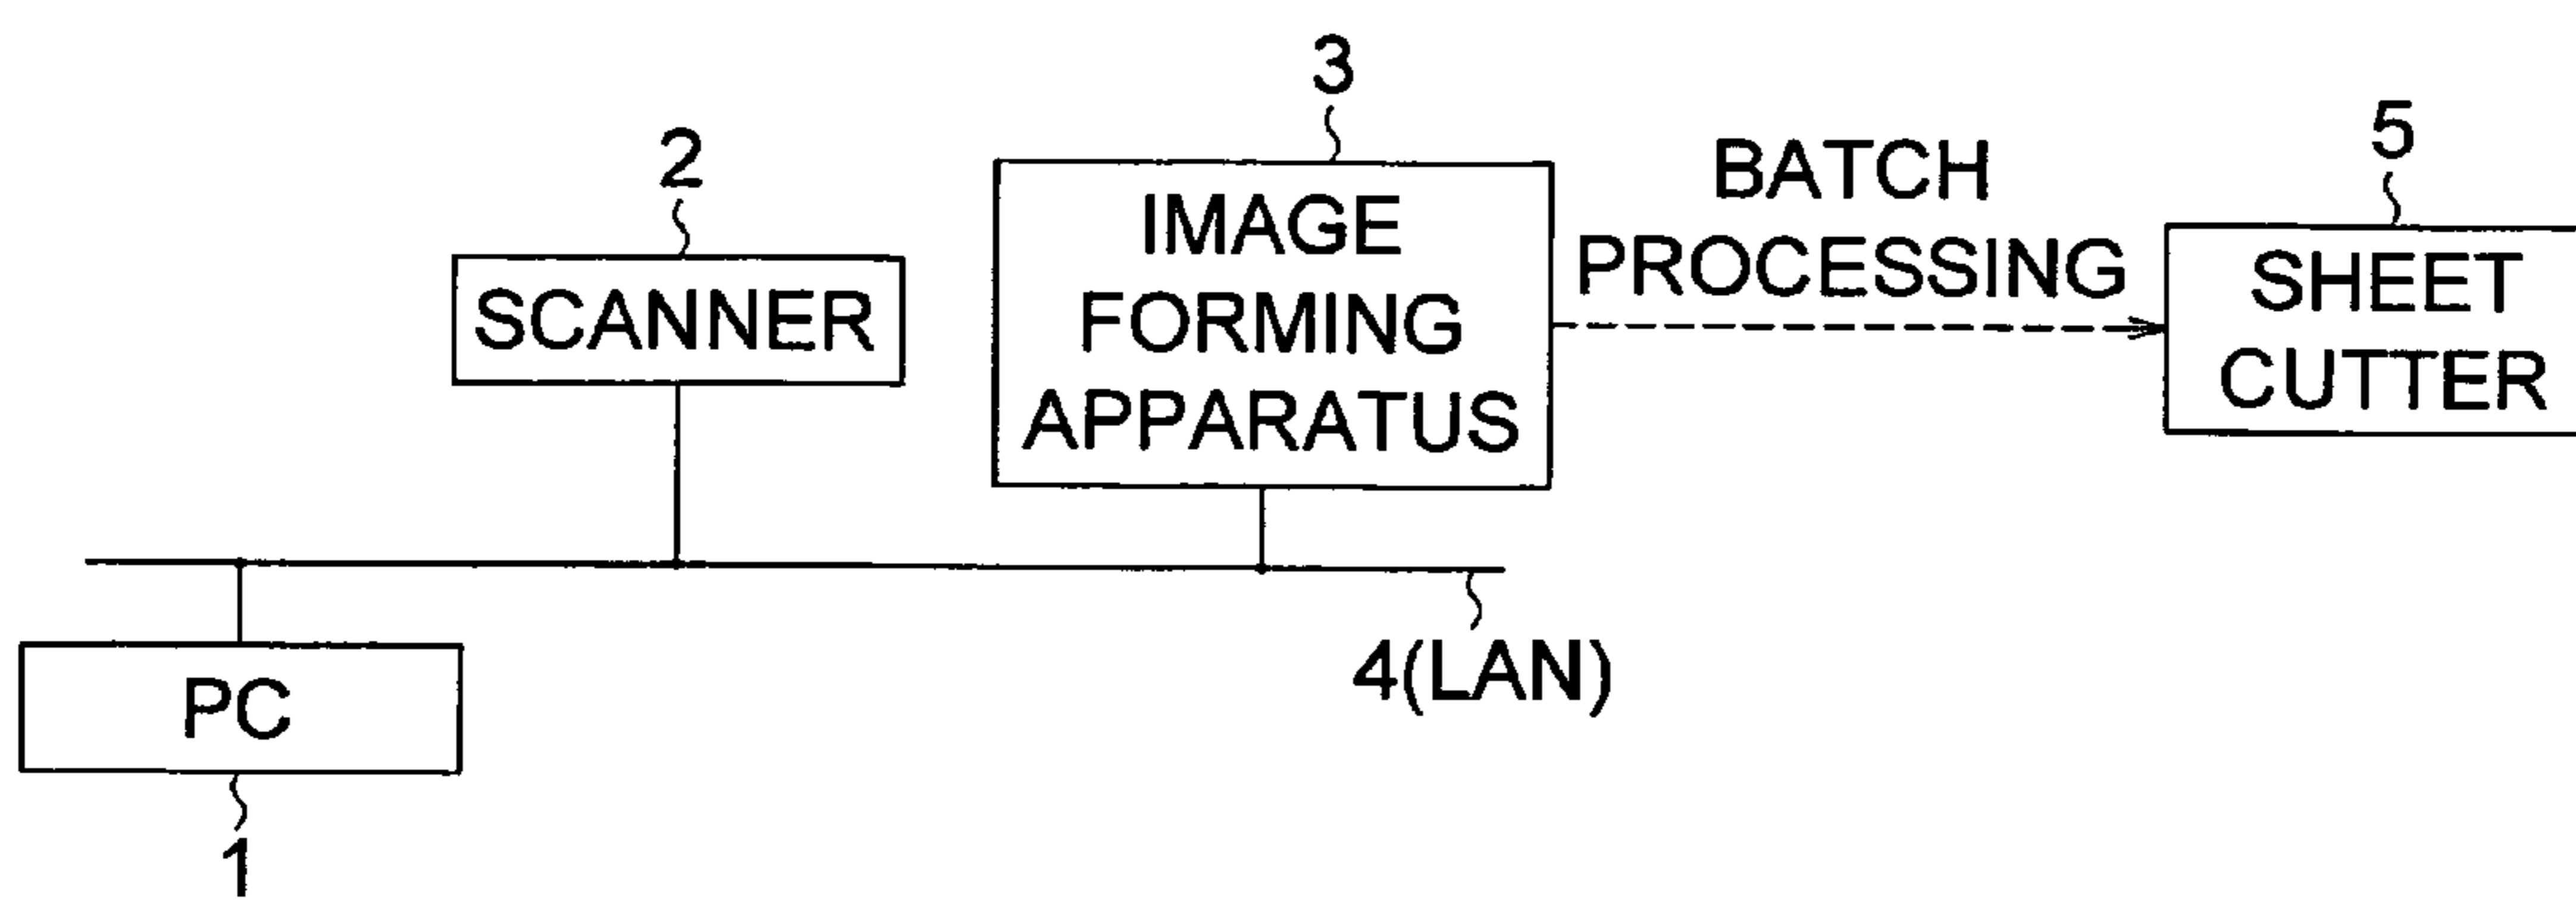 3
2
5
BATCH
PROCESSING
SCANNER
IMAGE
FORMING
APPARATUS
SHEET
CUTTER
4(LAN)
PC
1